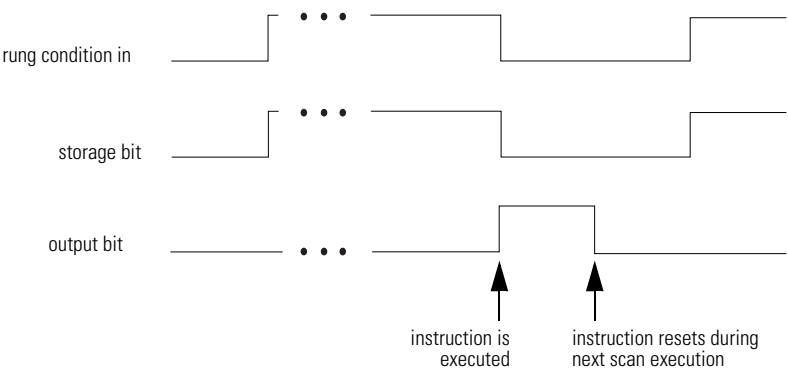 rung condition in
storage bit
output bit
instruction is
executed
instruction resets during
next scan execution